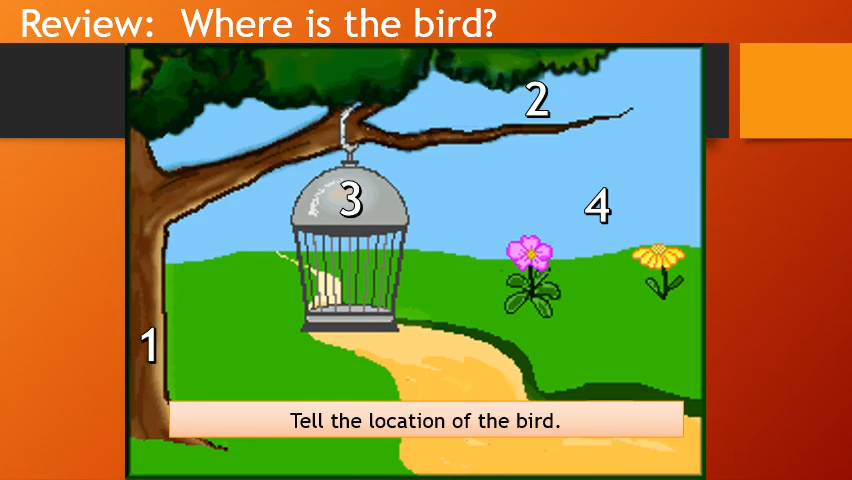 Review:  Where is the bird?
2
3
4
1
Tell the location of the bird.